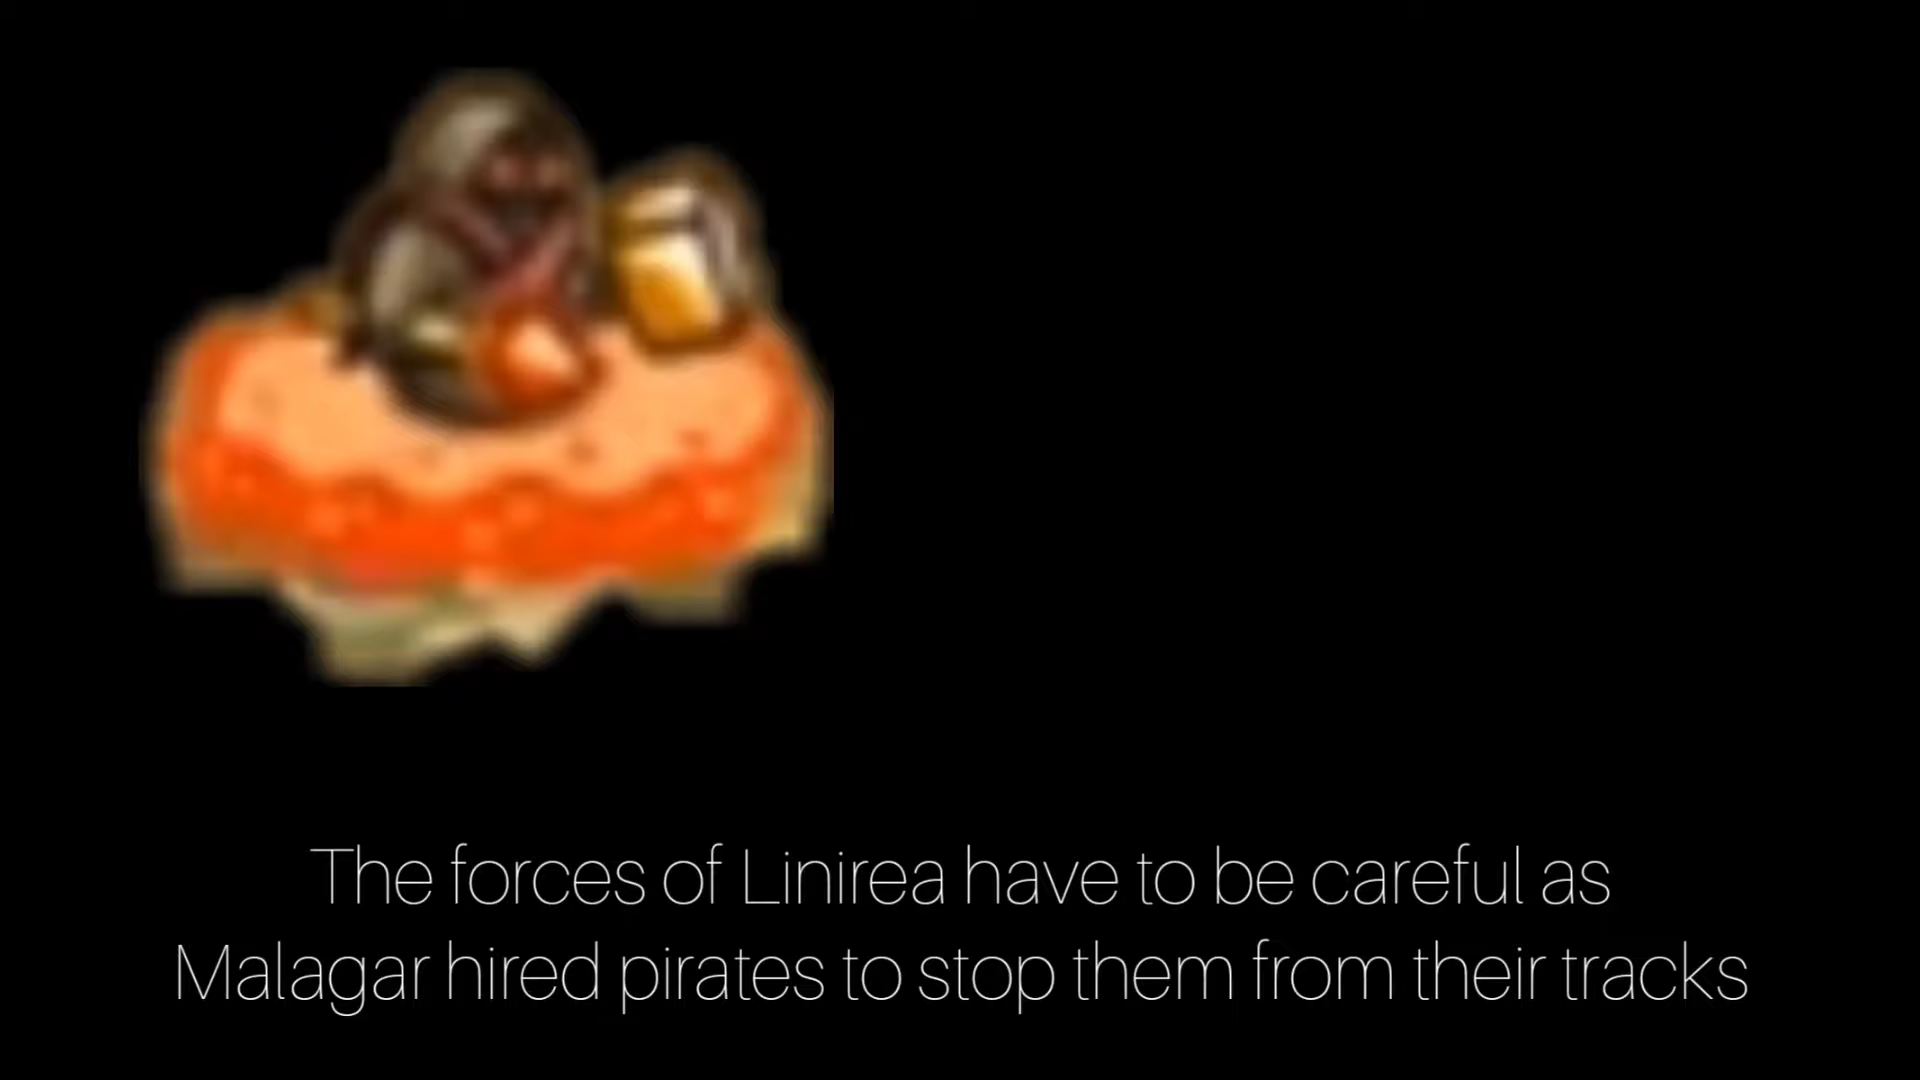 The forces of Linirea have to be careful as
Malagar hired pirates to stop them from their tracks